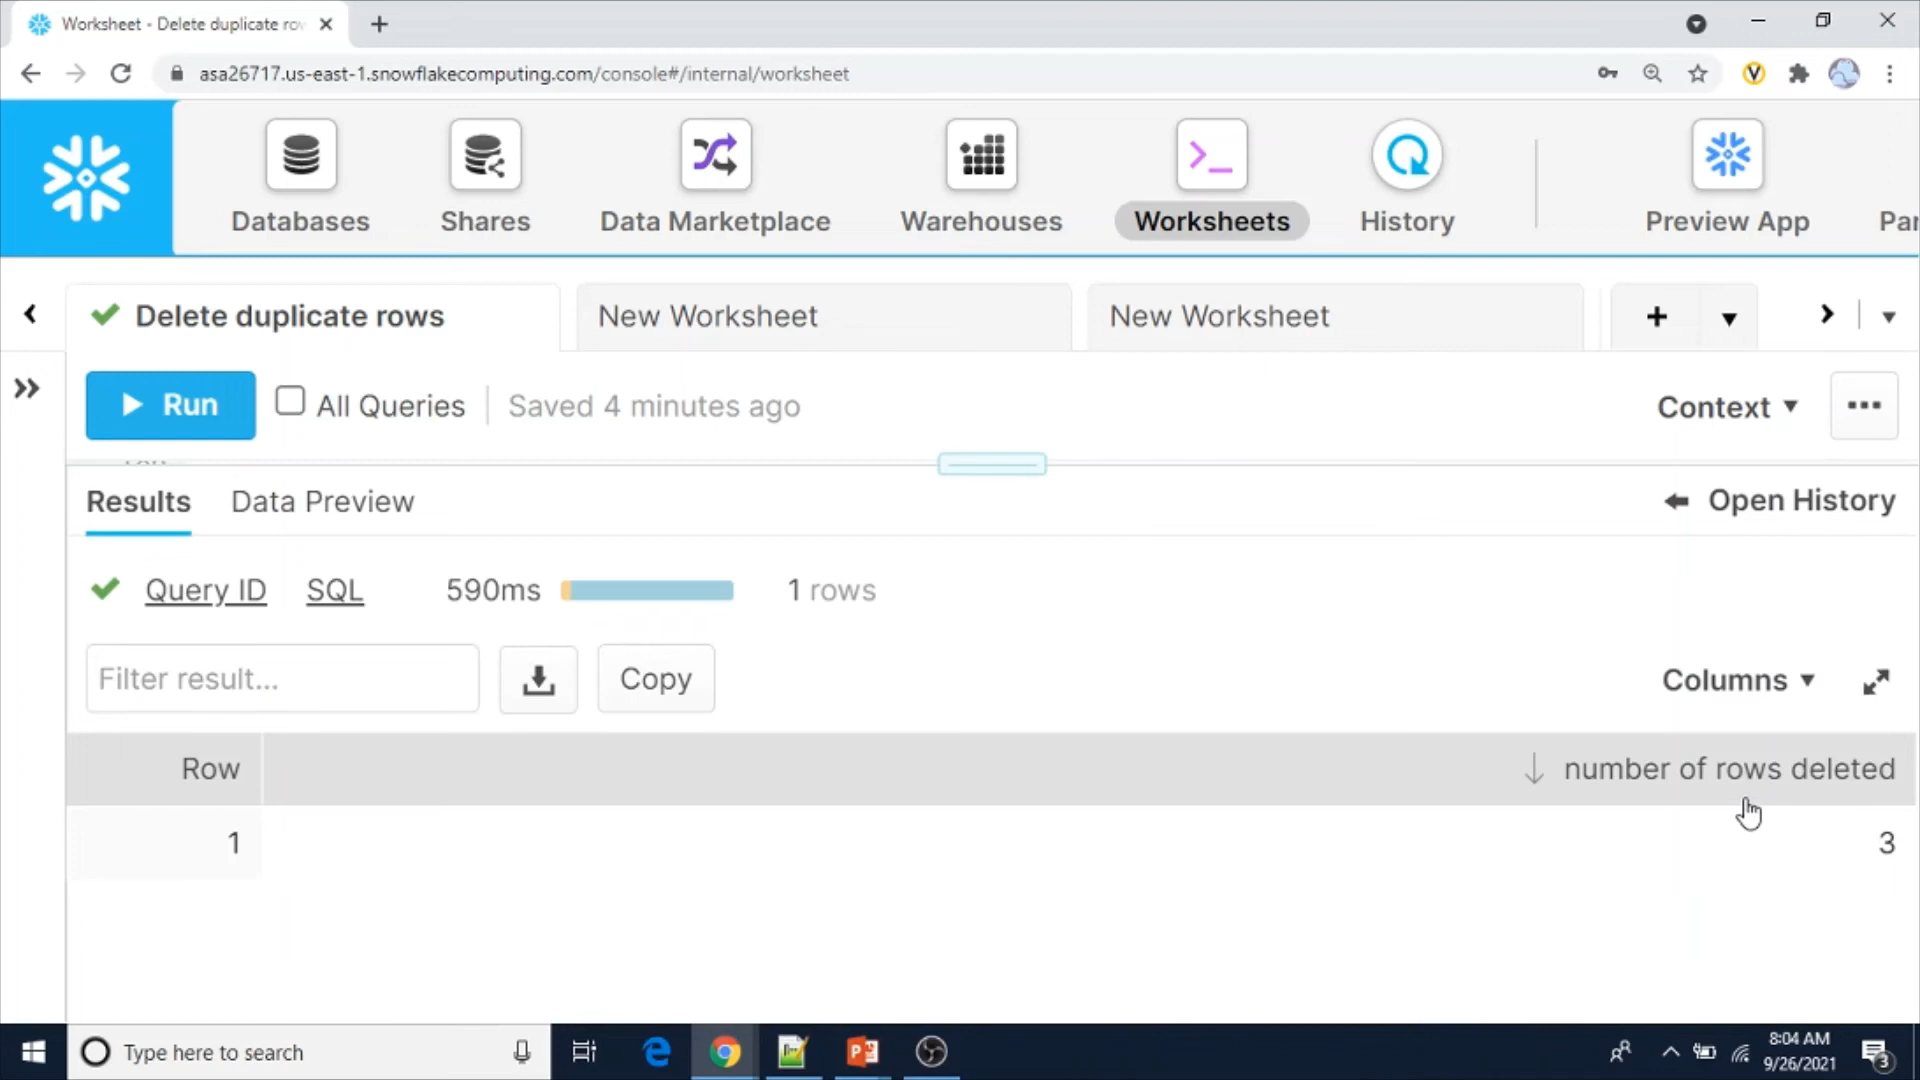 Worksheet - Delete duplicate rov
asa26717.us-east-1.snowflakecomputing.com/console#/internal/worksheet
Databases
Shares
Data Marketplace
Warehouses
Worksheets
History
Preview App
Par
Delete duplicate rows
New Worksheet
New Worksheet
Run
All Queries
Saved 4 minutes ago
Context
Results
Data Preview
Open History
Query ID
SQL
590ms
1 rows
Filter result...
Copy
Columns
Row
number of rows deleted
1
3
Type here to search
8:04 AM
9/26/2021
3